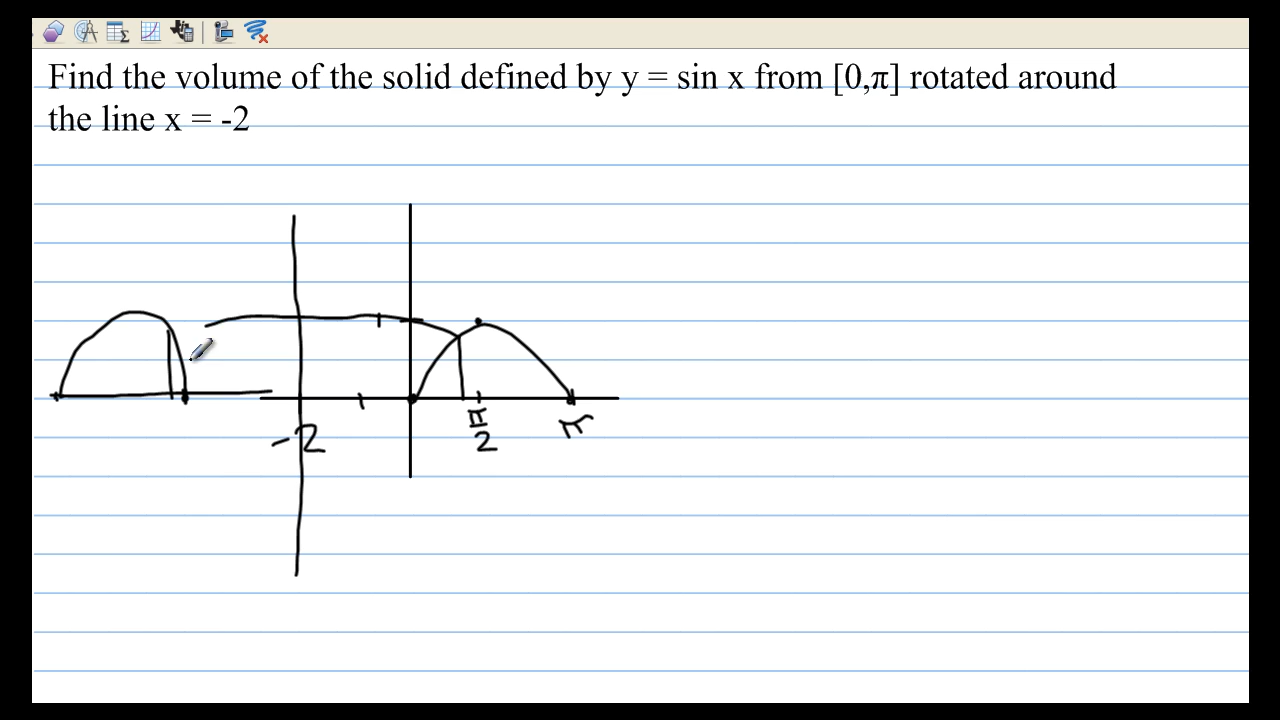 Find the volume of the solid defined by y = sin x from [0,π] rotated around
the line x = -2
-2
π
2
π